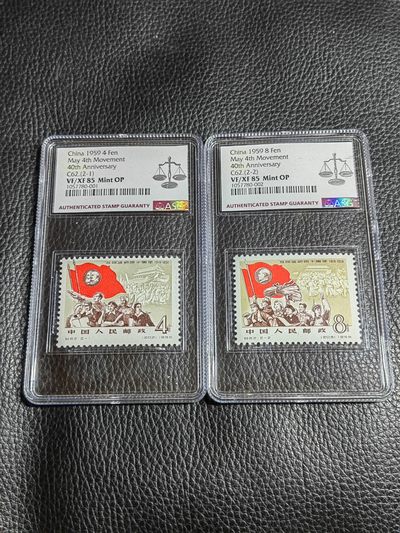 China 1959 4 Fen
May 4th Movement
40th Anniversary
C62.(2-1)
VF/XF 85 Mint OP
1057780-001
AUTHENTICATED STAMP GUARANTY
ASG
中国人民邮政
4
China 1959 8 Fen
May 4th Movement
40th Anniversary
C62.(2-2)
VF/XF 85 Mint OP
1057780-002
AUTHENTICATED STAMP GUARANTY
ASG
中国人民邮政
8